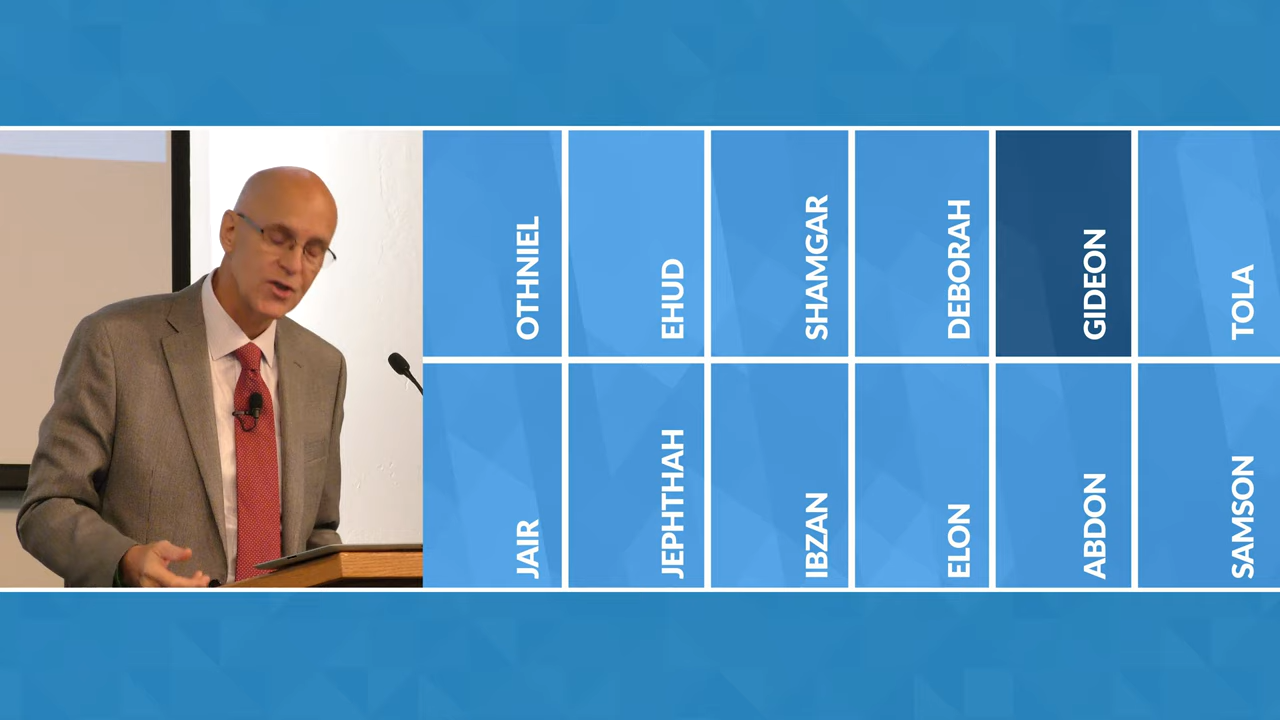 OTHNIEL
EHUD
SHAMGAR
DEBORAH
GIDEON
TOLA
JAIR
JEPHTHAH
IBZAN
ELON
ABDON
SAMSON